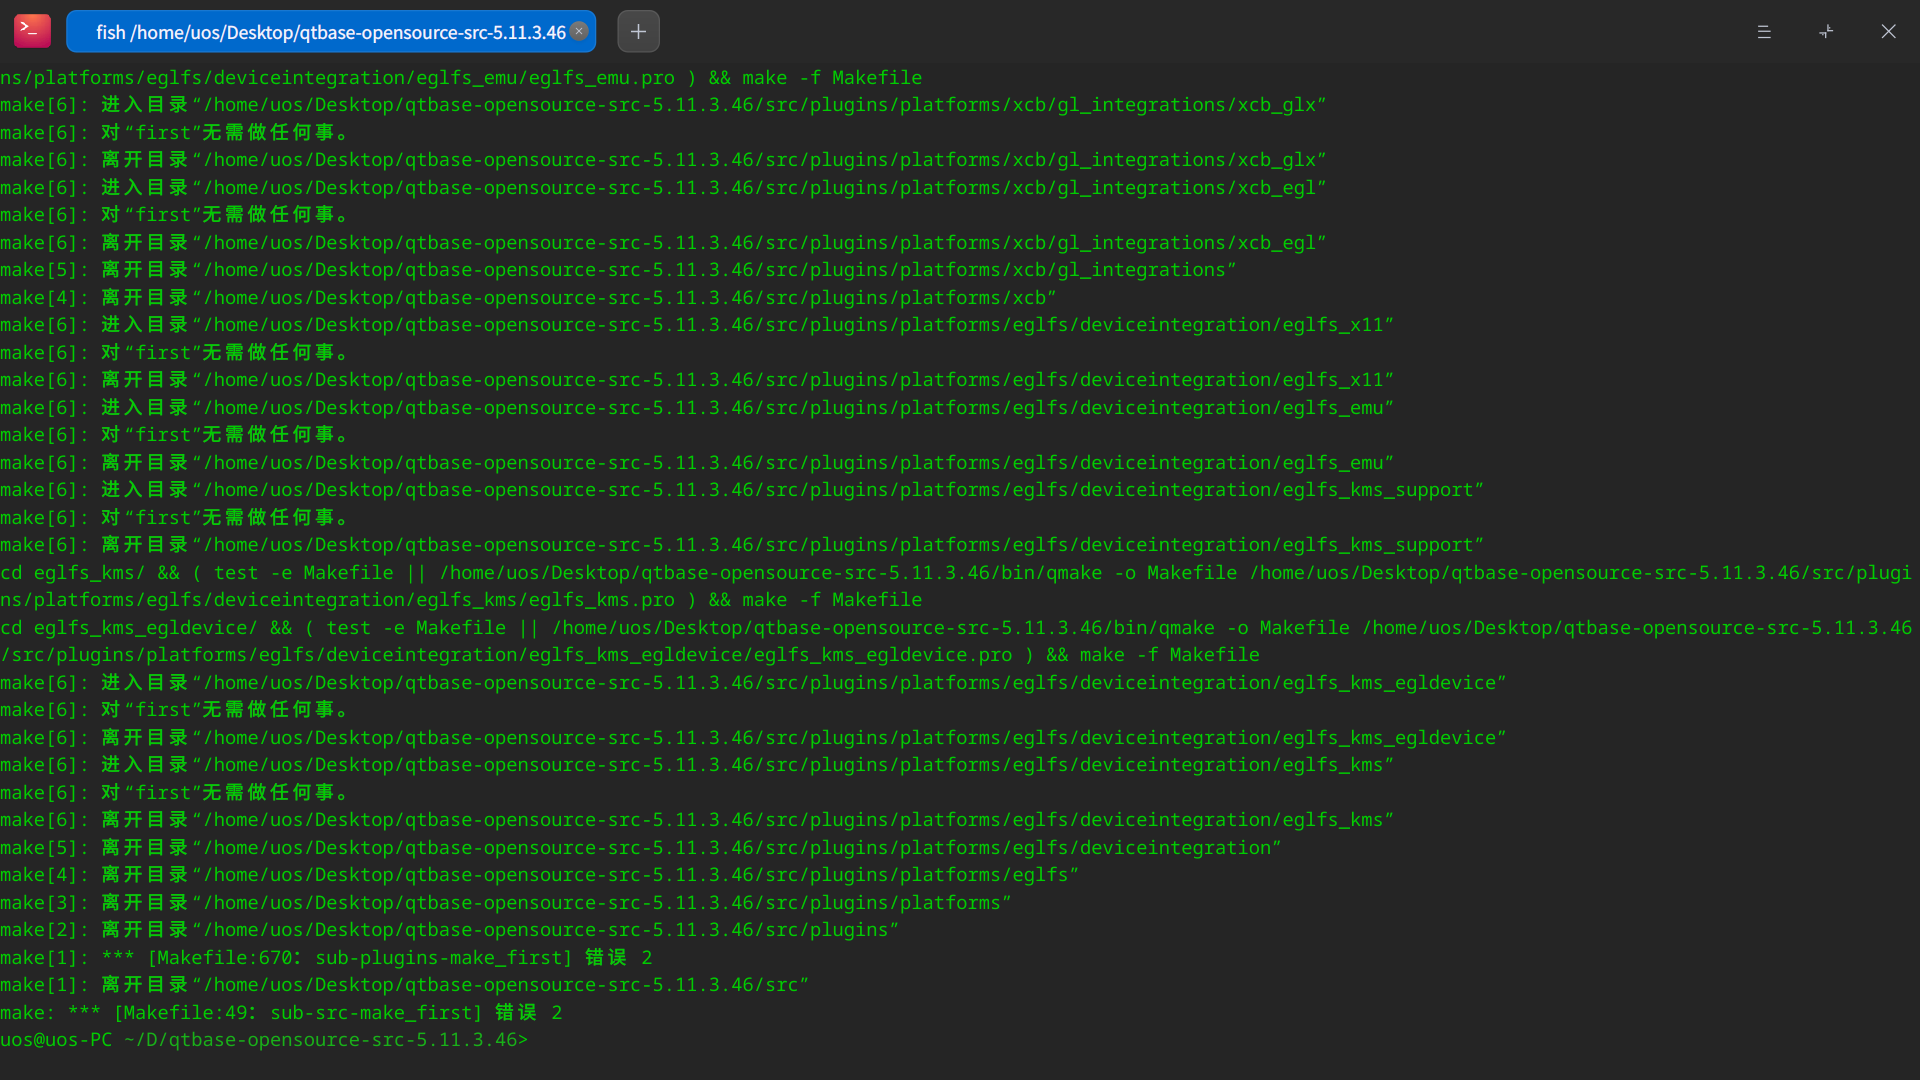 fish /home/uos/Desktop/qtbase-opensource-src-5.11.3.46
ns/platforms/eglfs/deviceintegration/eglfs_emu/eglfs_emu.pro ) && make -f Makefile
make[6]: 进入目录“/home/uos/Desktop/qtbase-opensource-src-5.11.3.46/src/plugins/platforms/xcb/gl_integrations/xcb_glx”
make[6]: 对“first”无需做任何事。
make[6]: 离开目录“/home/uos/Desktop/qtbase-opensource-src-5.11.3.46/src/plugins/platforms/xcb/gl_integrations/xcb_glx”
make[6]: 进入目录“/home/uos/Desktop/qtbase-opensource-src-5.11.3.46/src/plugins/platforms/xcb/gl_integrations/xcb_egl”
make[6]: 对“first”无需做任何事。
make[6]: 离开目录“/home/uos/Desktop/qtbase-opensource-src-5.11.3.46/src/plugins/platforms/xcb/gl_integrations/xcb_egl”
make[5]: 离开目录“/home/uos/Desktop/qtbase-opensource-src-5.11.3.46/src/plugins/platforms/xcb/gl_integrations”
make[4]: 离开目录“/home/uos/Desktop/qtbase-opensource-src-5.11.3.46/src/plugins/platforms/xcb”
make[6]: 进入目录“/home/uos/Desktop/qtbase-opensource-src-5.11.3.46/src/plugins/platforms/eglfs/deviceintegration/eglfs_x11”
make[6]: 对“first”无需做任何事。
make[6]: 离开目录“/home/uos/Desktop/qtbase-opensource-src-5.11.3.46/src/plugins/platforms/eglfs/deviceintegration/eglfs_x11”
make[6]: 进入目录“/home/uos/Desktop/qtbase-opensource-src-5.11.3.46/src/plugins/platforms/eglfs/deviceintegration/eglfs_emu”
make[6]: 对“first”无需做任何事。
make[6]: 离开目录“/home/uos/Desktop/qtbase-opensource-src-5.11.3.46/src/plugins/platforms/eglfs/deviceintegration/eglfs_emu”
make[6]: 进入目录“/home/uos/Desktop/qtbase-opensource-src-5.11.3.46/src/plugins/platforms/eglfs/deviceintegration/eglfs_kms_support”
make[6]: 对“first”无需做任何事。
make[6]: 离开目录“/home/uos/Desktop/qtbase-opensource-src-5.11.3.46/src/plugins/platforms/eglfs/deviceintegration/eglfs_kms_support”
cd eglfs_kms/ && ( test -e Makefile || /home/uos/Desktop/qtbase-opensource-src-5.11.3.46/bin/qmake -o Makefile /home/uos/Desktop/qtbase-opensource-src-5.11.3.46/src/plugi
ns/platforms/eglfs/deviceintegration/eglfs_kms/eglfs_kms.pro ) && make -f Makefile
cd eglfs_kms_egldevice/ && ( test -e Makefile || /home/uos/Desktop/qtbase-opensource-src-5.11.3.46/bin/qmake -o Makefile /home/uos/Desktop/qtbase-opensource-src-5.11.3.46
/src/plugins/platforms/eglfs/deviceintegration/eglfs_kms_egldevice/eglfs_kms_egldevice.pro ) && make -f Makefile
make[6]: 进入目录“/home/uos/Desktop/qtbase-opensource-src-5.11.3.46/src/plugins/platforms/eglfs/deviceintegration/eglfs_kms_egldevice”
make[6]: 对“first”无需做任何事。
make[6]: 离开目录“/home/uos/Desktop/qtbase-opensource-src-5.11.3.46/src/plugins/platforms/eglfs/deviceintegration/eglfs_kms_egldevice”
make[6]: 进入目录“/home/uos/Desktop/qtbase-opensource-src-5.11.3.46/src/plugins/platforms/eglfs/deviceintegration/eglfs_kms”
make[6]: 对“first”无需做任何事。
make[6]: 离开目录“/home/uos/Desktop/qtbase-opensource-src-5.11.3.46/src/plugins/platforms/eglfs/deviceintegration/eglfs_kms”
make[5]: 离开目录“/home/uos/Desktop/qtbase-opensource-src-5.11.3.46/src/plugins/platforms/eglfs/deviceintegration”
make[4]: 离开目录“/home/uos/Desktop/qtbase-opensource-src-5.11.3.46/src/plugins/platforms/eglfs”
make[3]: 离开目录“/home/uos/Desktop/qtbase-opensource-src-5.11.3.46/src/plugins/platforms”
make[2]: 离开目录“/home/uos/Desktop/qtbase-opensource-src-5.11.3.46/src/plugins”
make[1]: *** [Makefile:670: sub-plugins-make_first] 错误 2
make[1]: 离开目录“/home/uos/Desktop/qtbase-opensource-src-5.11.3.46/src”
make: *** [Makefile:49: sub-src-make_first] 错误 2
uos@uos-PC ~/D/qtbase-opensource-src-5.11.3.46>